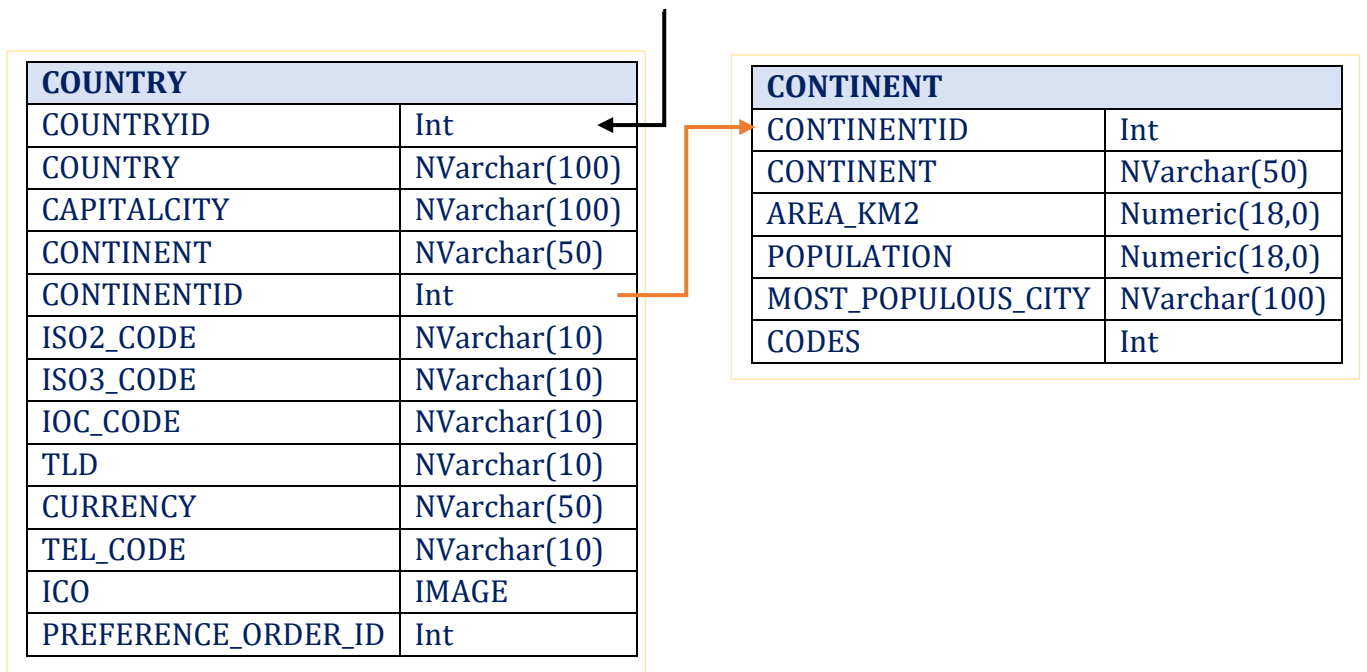 COUNTRY
COUNTRYID Int
COUNTRY NVarchar(100)
CAPITALCITY NVarchar(100)
CONTINENT NVarchar(50)
CONTINENTID Int
ISO2_CODE NVarchar(10)
ISO3_CODE NVarchar(10)
IOC_CODE NVarchar(10)
TLD NVarchar(10)
CURRENCY NVarchar(50)
TEL_CODE NVarchar(10)
ICO IMAGE
PREFERENCE_ORDER_ID Int
CONTINENT
CONTINENTID Int
CONTINENT NVarchar(50)
AREA_KM2 Numeric(18,0)
POPULATION Numeric(18,0)
MOST_POPULOUS_CITY NVarchar(100)
CODES Int